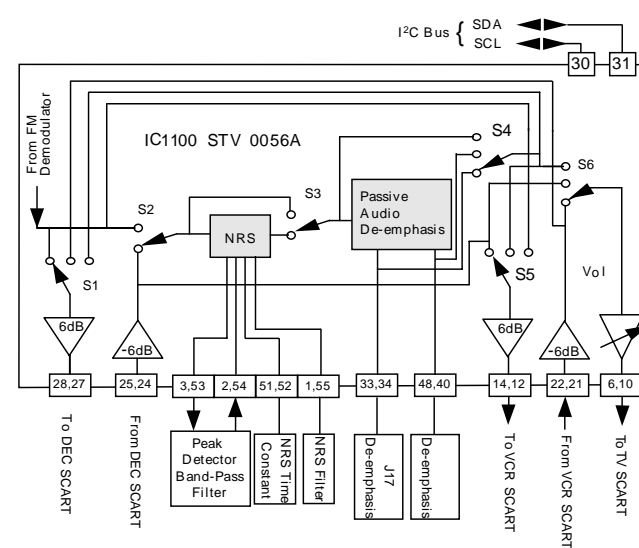 I²C Bus { SDA
SCL
30
31
From FM
Demodulator
IC1100 STV 0056A
S4
S6
S3
S2
Passive
Audio
De-emphasis
NRS
S1
S5
Vol
6dB
-6dB
6dB
-6dB
28,27
25,24
3,53
2,54
51,52
1,55
33,34
48,40
14,12
22,21
6,10
To DEC SCART
From DEC SCART
Peak
Detector
Band-Pass
Filter
NRS Time
Constant
NRS Filter
J17
De-emphasis
De-emphasis
To VCR SCART
From VCR SCART
To TV SCART